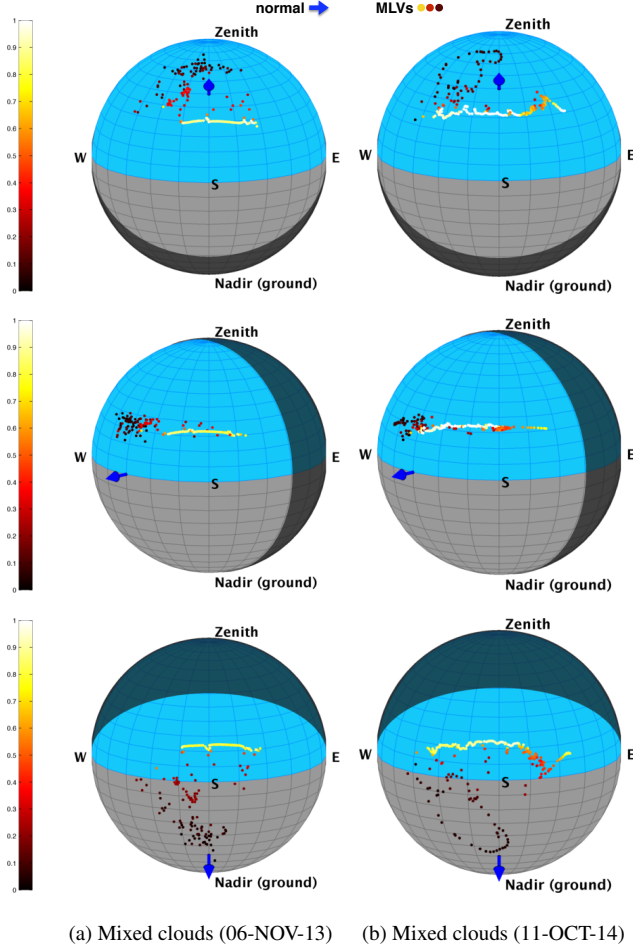 normal MLVs
1 0.9 0.8 0.7 0.6 0.5 0.4 0.3 0.2 0.1 0
Zenith
W S E
Nadir (ground)
Zenith
W S E
Nadir (ground)
1 0.9 0.8 0.7 0.6 0.5 0.4 0.3 0.2 0.1 0
Zenith
W S E
Nadir (ground)
Zenith
W S E
Nadir (ground)
1 0.9 0.8 0.7 0.6 0.5 0.4 0.3 0.2 0.1 0
Zenith
W S E
Nadir (ground)
Zenith
W S E
Nadir (ground)
(a) Mixed clouds (06-NOV-13) (b) Mixed clouds (11-OCT-14)